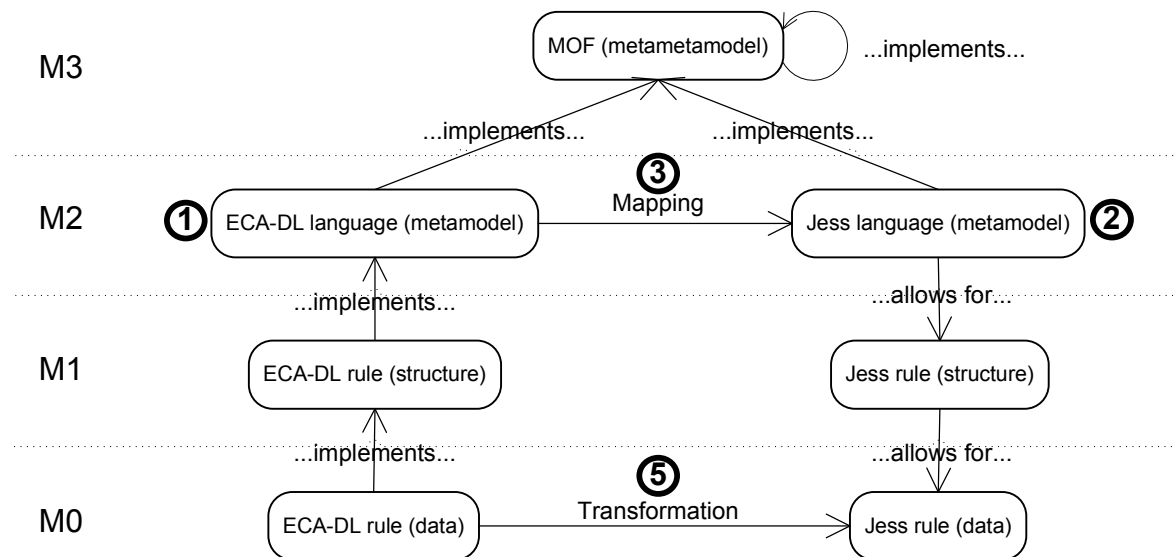 MOF (metametamodel)
...implements...
M3
...implements...
...implements...
3
1
ECA-DL language (metamodel)
Mapping
Jess language (metamodel)
2
M2
...implements...
...allows for...
M1
ECA-DL rule (structure)
Jess rule (structure)
...implements...
...allows for...
5
M0
ECA-DL rule (data)
Transformation
Jess rule (data)